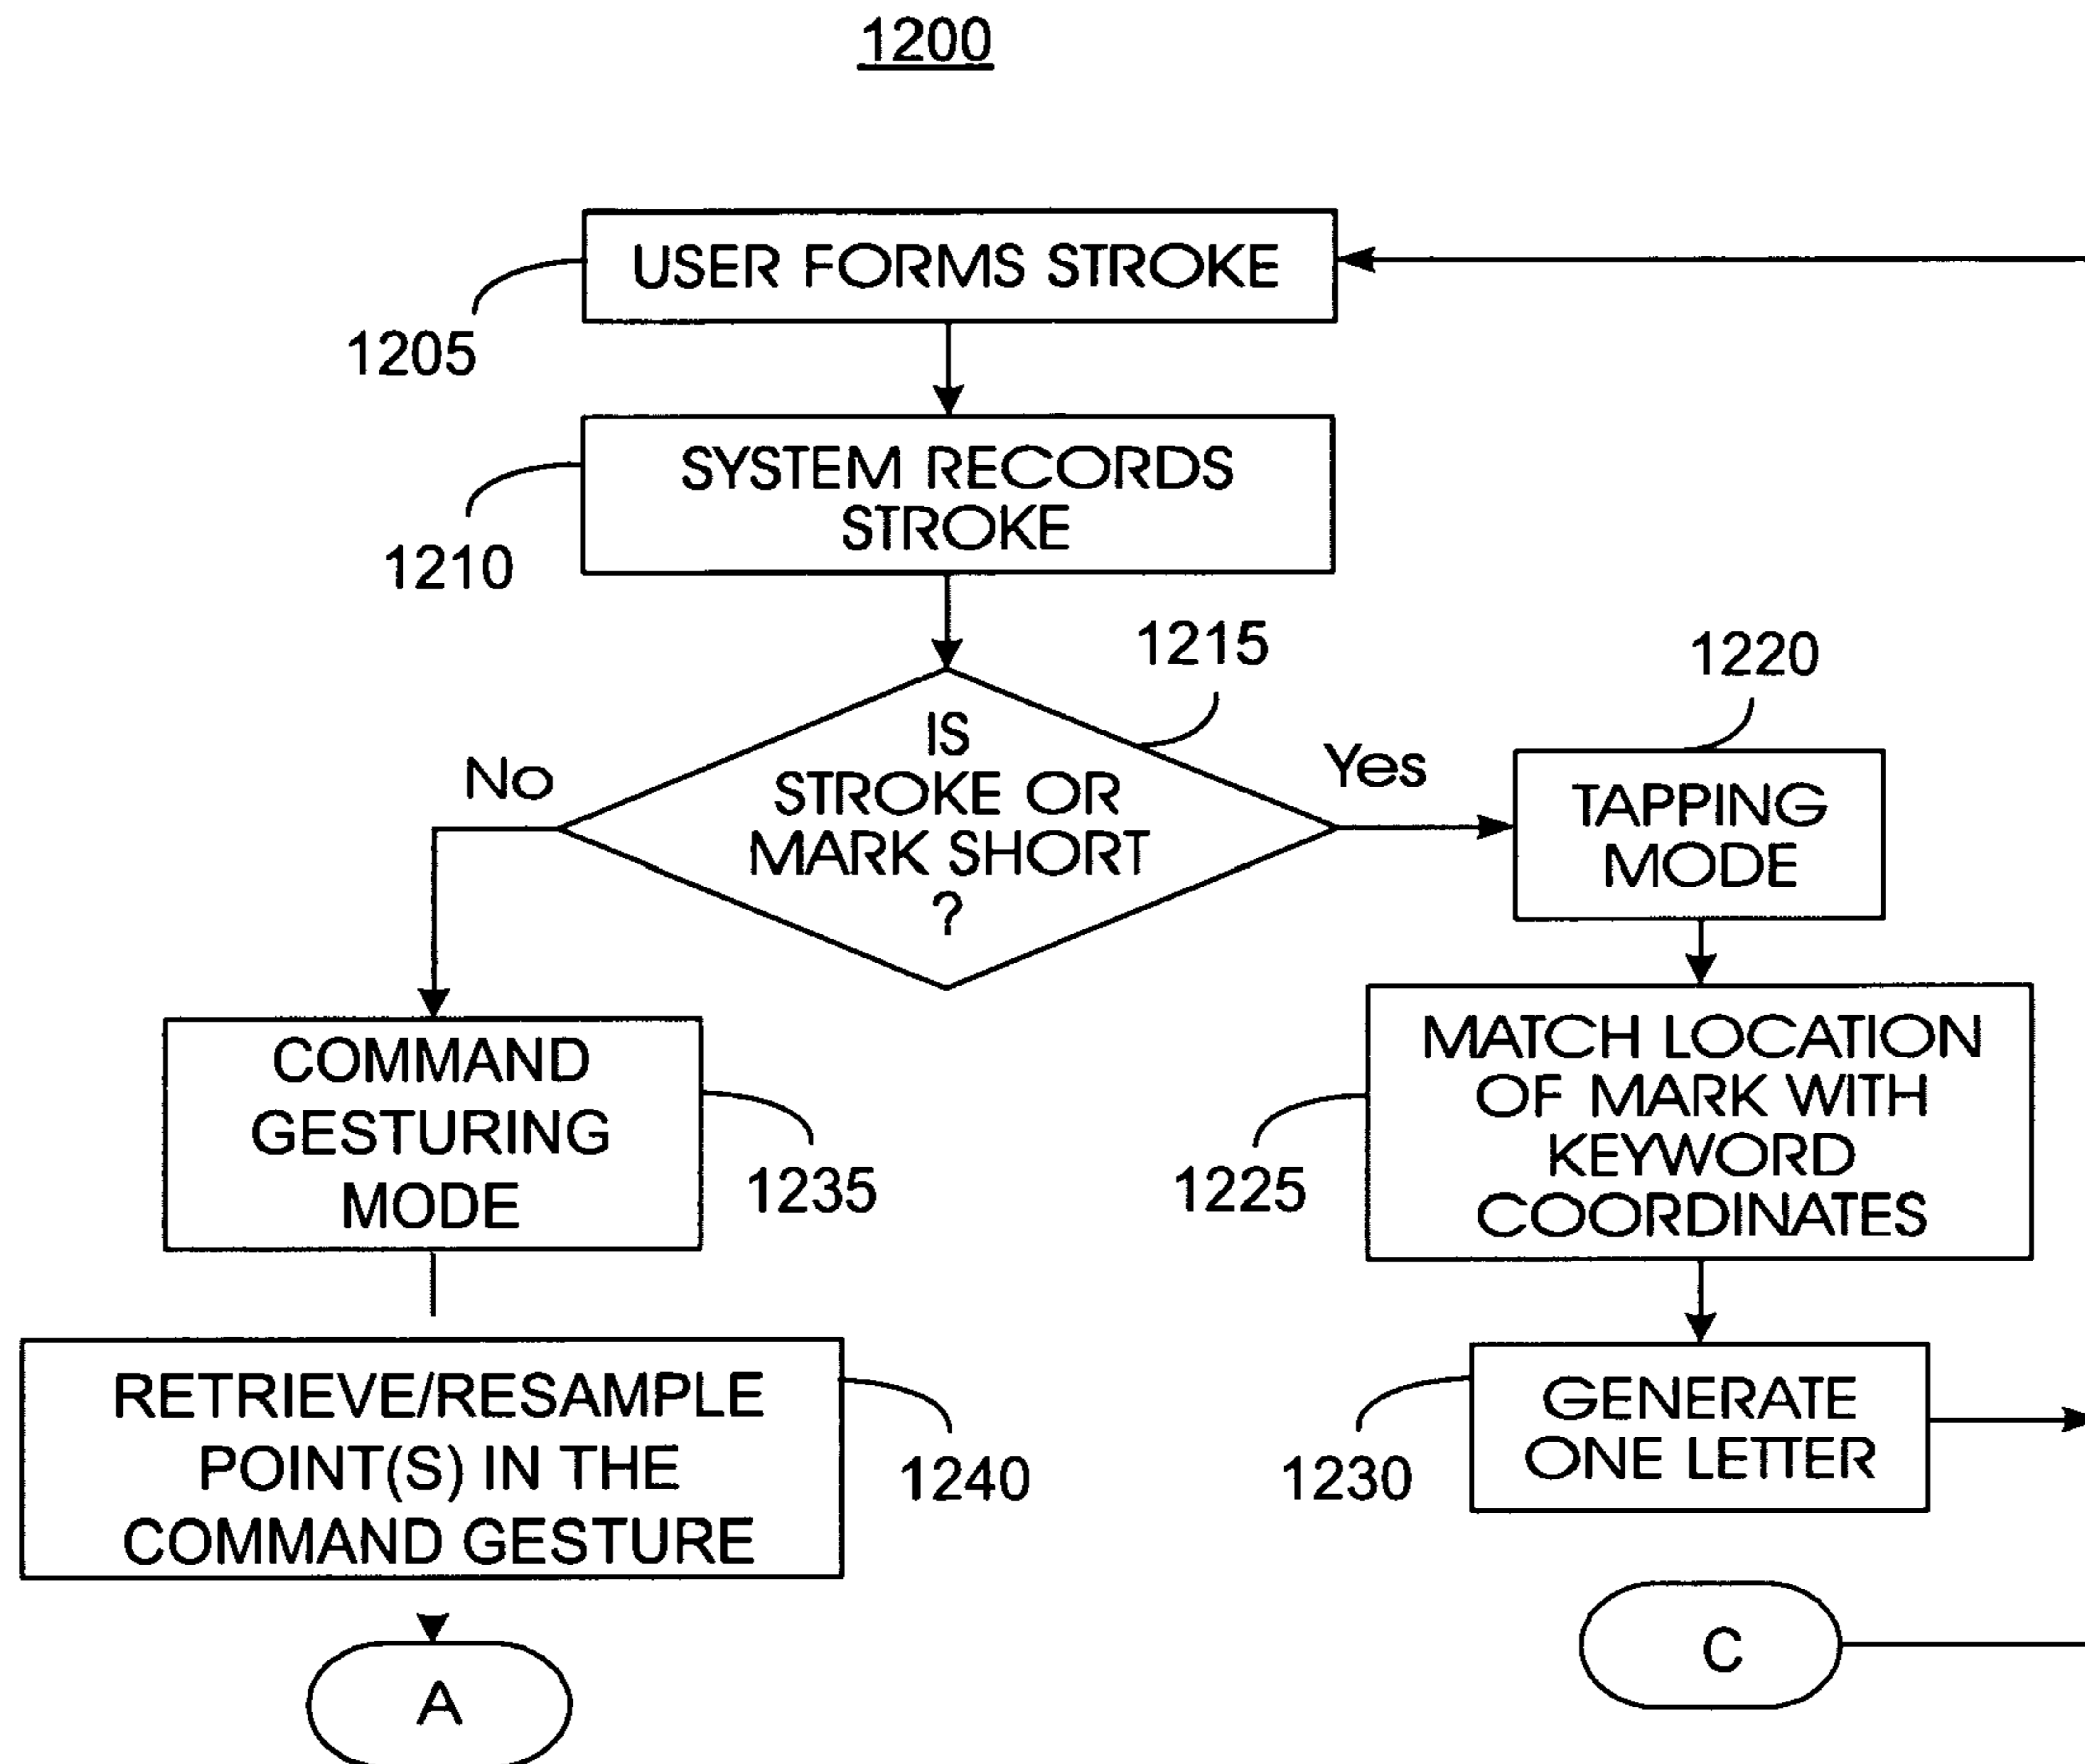 1200
USER FORMS STROKE
1205
SYSTEM RECORDS
STROKE
1210
1215
IS
STROKE OR
MARK SHORT
?
No
Yes
1220
TAPPING
MODE
COMMAND
GESTURING
MODE
1235
MATCH LOCATION
OF MARK WITH
KEYWORD
COORDINATES
1225
RETRIEVE/RESAMPLE
POINT(S) IN THE
COMMAND GESTURE
1240
GENERATE
ONE LETTER
1230
A
C